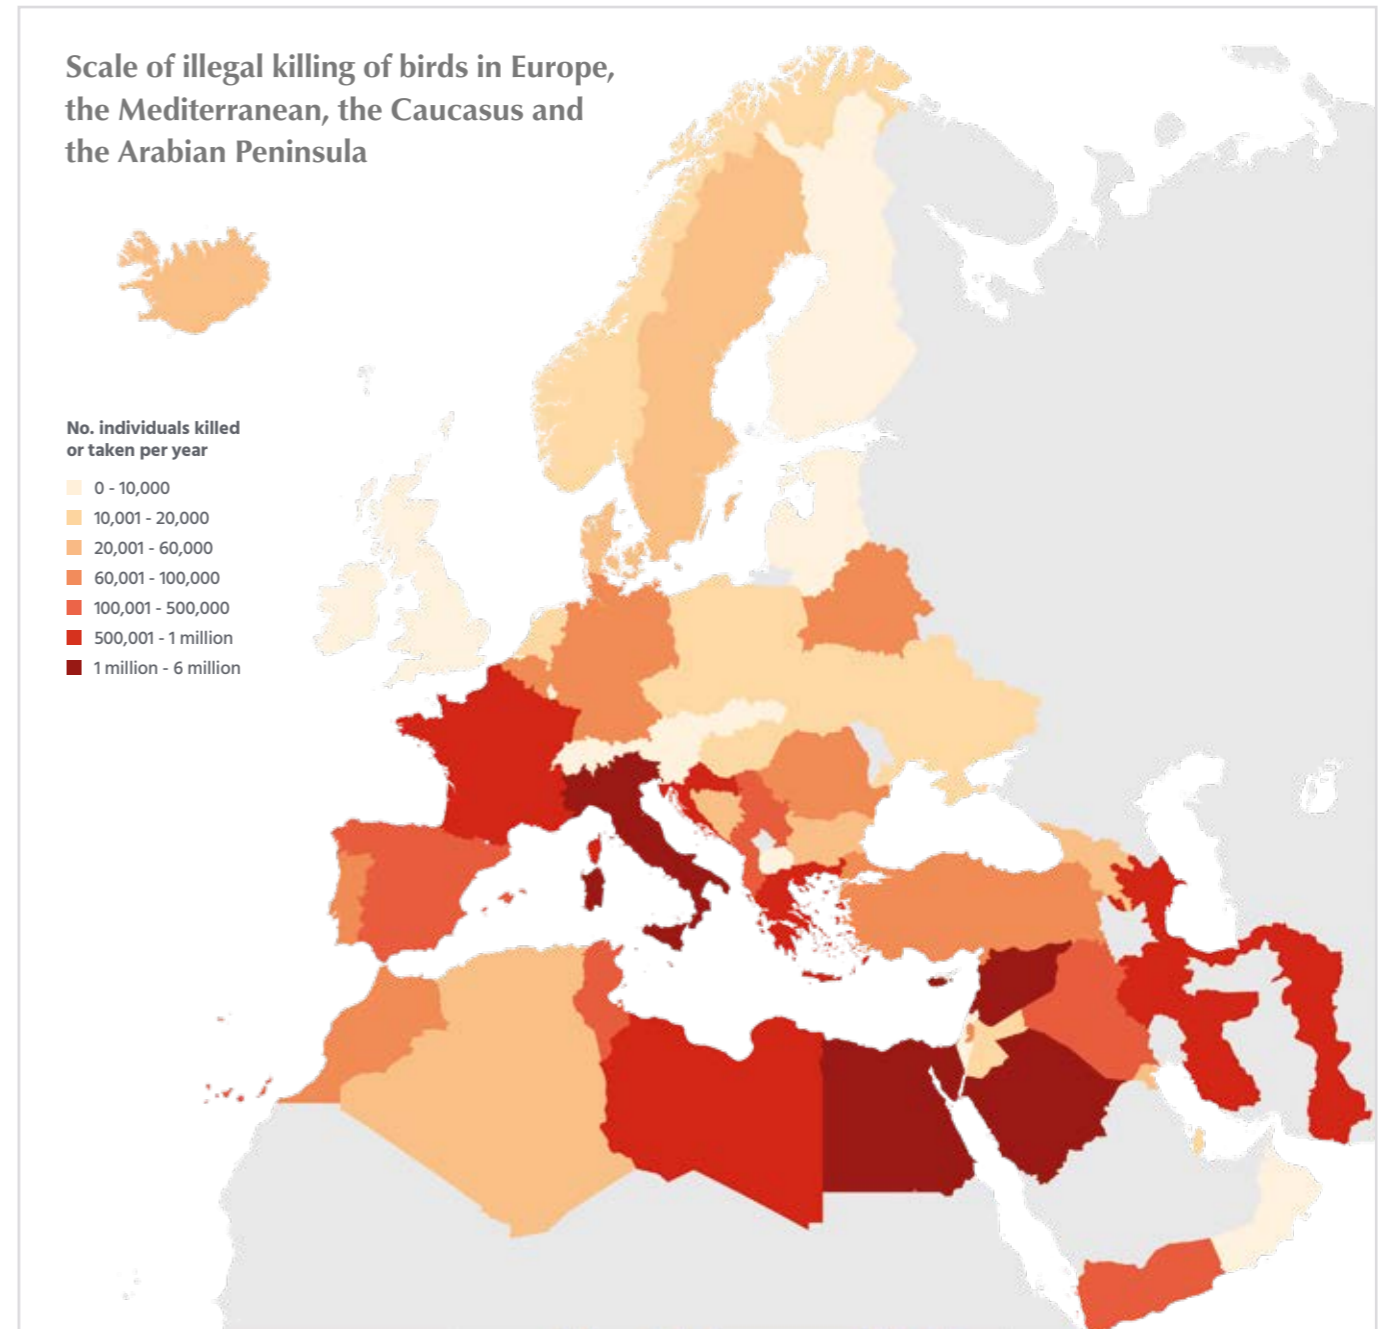 Scale of illegal killing of birds in Europe,
the Mediterranean, the Caucasus and
the Arabian Peninsula
No. individuals killed
or taken per year
0 - 10,000
10,001 - 20,000
20,001 - 60,000
60,001 - 100,000
100,001 - 500,000
500,001 - 1 million
1 million - 6 million